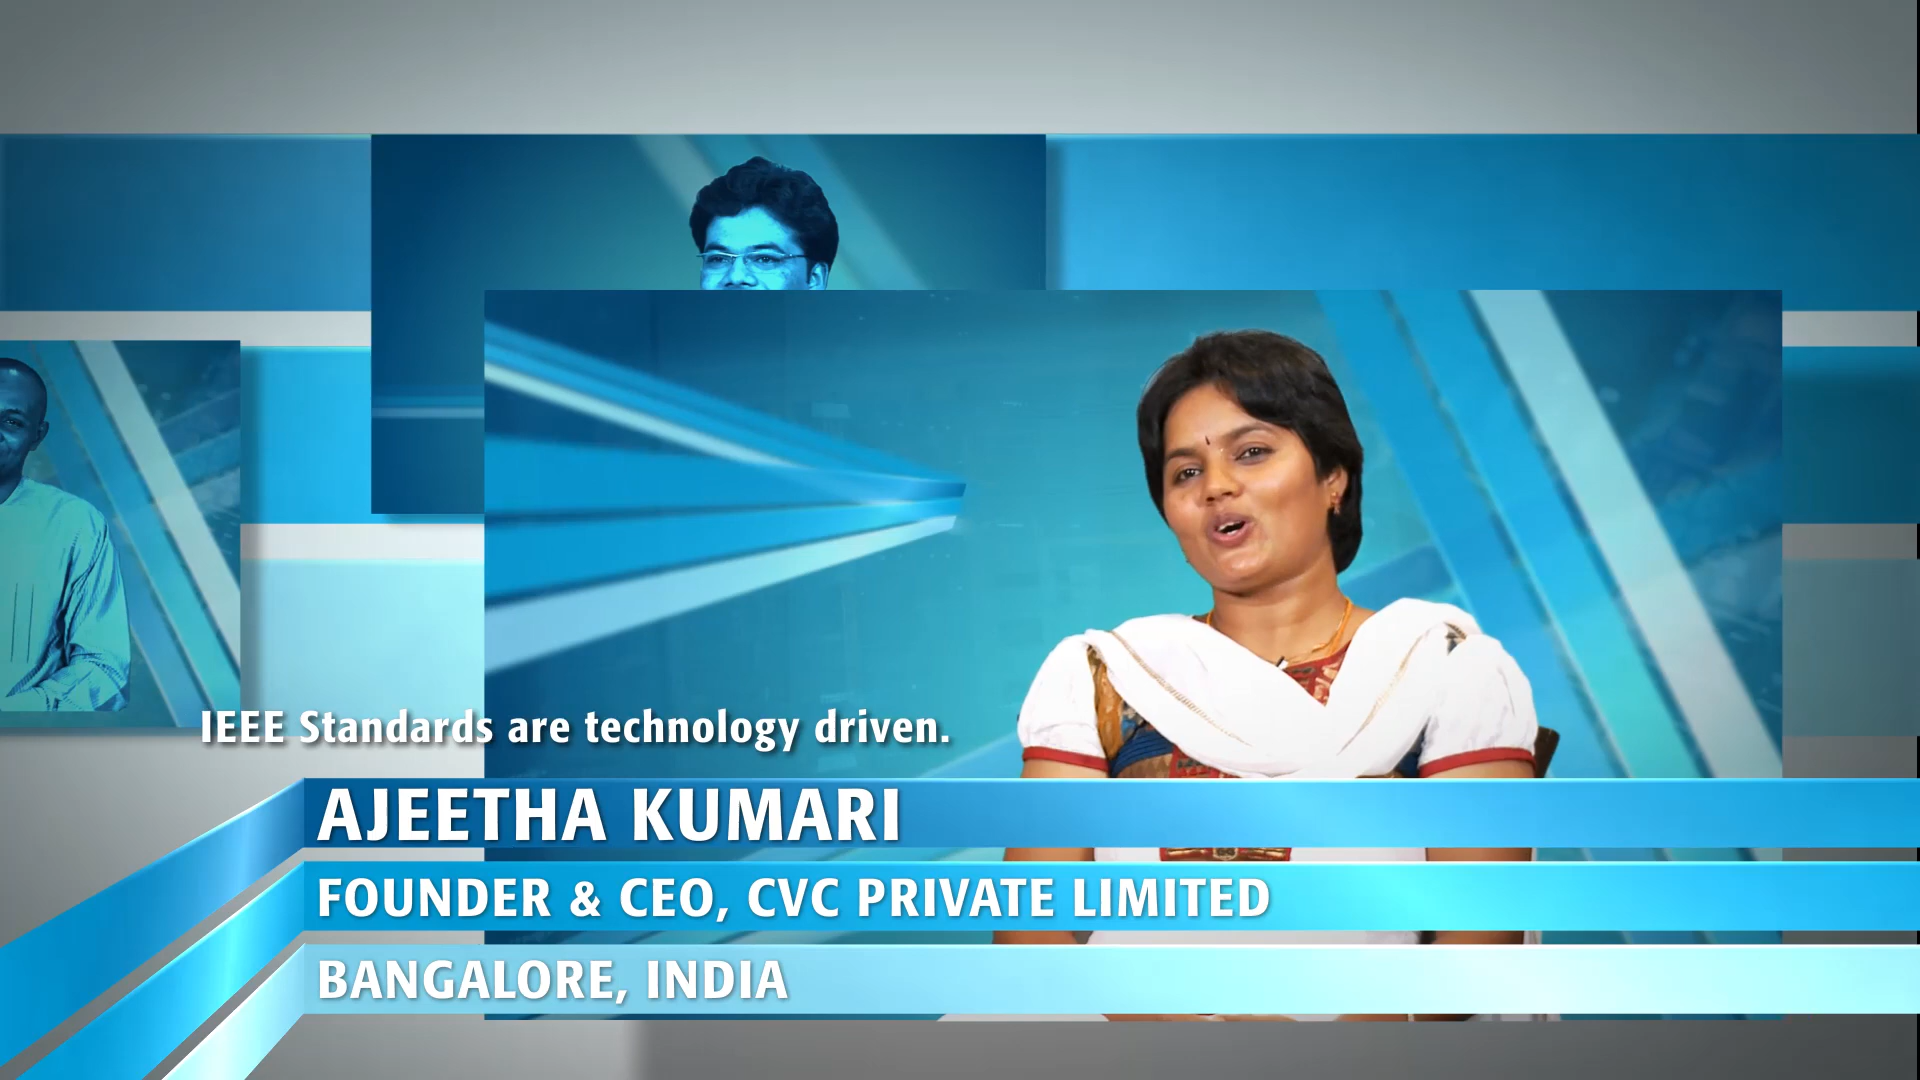 IEEE Standards are technology driven.
AJEETHA KUMARI
FOUNDER & CEO, CVC PRIVATE LIMITED
BANGALORE, INDIA